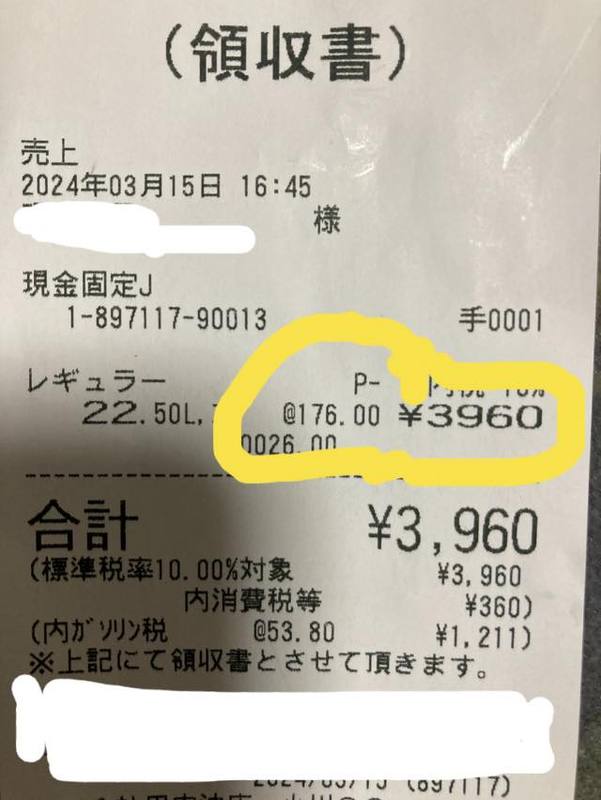 (領収書)
売上
2024年03月15日 16:45
様
現金固定J
1-897117-90013 手0001
レギュラー P-
22.50L, @176.00 ¥3960
0026.00
合計 ¥3,960
(標準税率10.00%対象 ¥3,960
内消費税等 ¥360)
(内ガソリン税 @53.80 ¥1,211)
※上記にて領収書とさせて頂きます。
(897117)